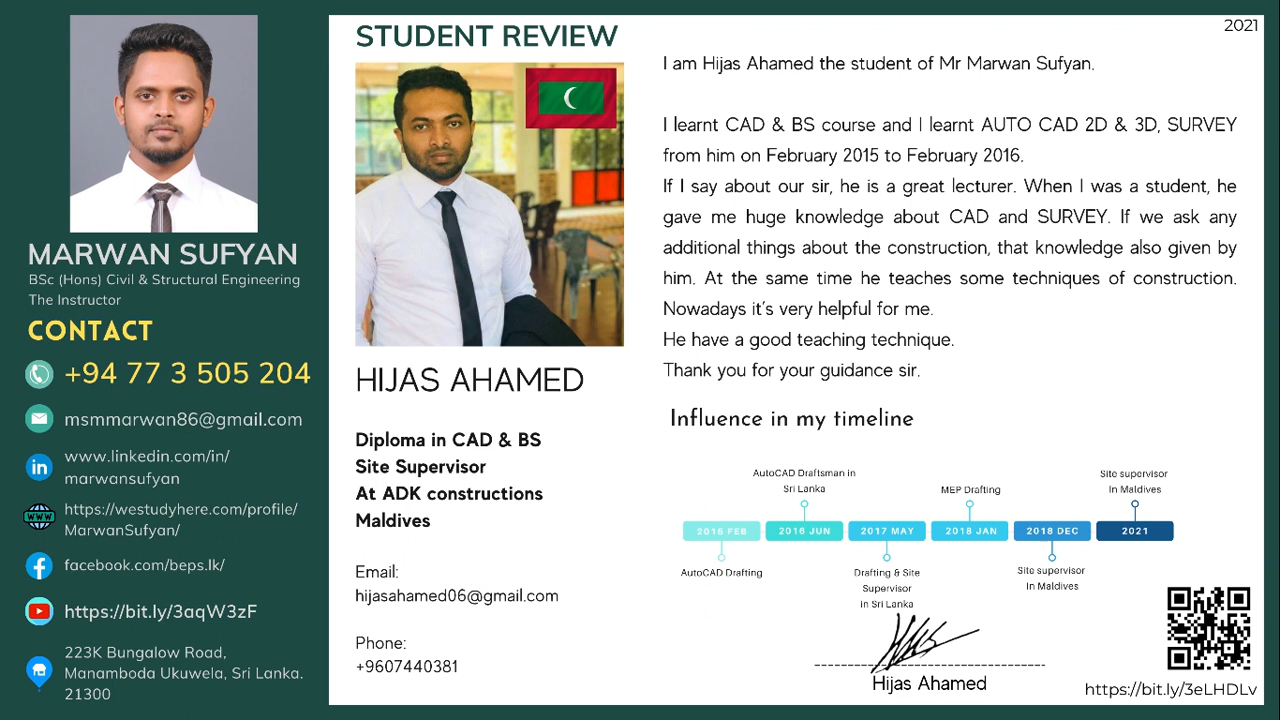 MARWAN SUFYAN
BSc (Hons) Civil & Structural Engineering
The Instructor
CONTACT
+94 77 3 505 204
msmmarwan86@gmail.com
www.linkedin.com/in/
marwansufyan
https://westudyhere.com/profile/
MarwanSufyan/
facebook.com/beps.lk/
https://bit.ly/3aqW3zF
223K Bungalow Road,
Manamboda Ukuwela, Sri Lanka.
21300
STUDENT REVIEW
HIJAS AHAMED
Diploma in CAD & BS
Site Supervisor
At ADK constructions
Maldives
Email:
hijasahamed06@gmail.com
Phone:
+9607440381
2021
I am Hijas Ahamed the student of Mr Marwan Sufyan.
I learnt CAD & BS course and I learnt AUTO CAD 2D & 3D, SURVEY
from him on February 2015 to February 2016.
If I say about our sir, he is a great lecturer. When I was a student, he
gave me huge knowledge about CAD and SURVEY. If we ask any
additional things about the construction, that knowledge also given by
him. At the same time he teaches some techniques of construction.
Nowadays it's very helpful for me.
He have a good teaching technique.
Thank you for your guidance sir.
Influence in my timeline
AutoCAD Draftsman in
Sri Lanka
MEP Drafting
Site supervisor
In Maldives
2015 FEB 2016 JUN 2017 MAY 2018 JAN 2018 DEC 2021
AutoCAD Drafting
Drafting & Site
Supervisor
in Sri Lanka
Site supervisor
In Maldives
Hijas Ahamed
https://bit.ly/3eLHDLv